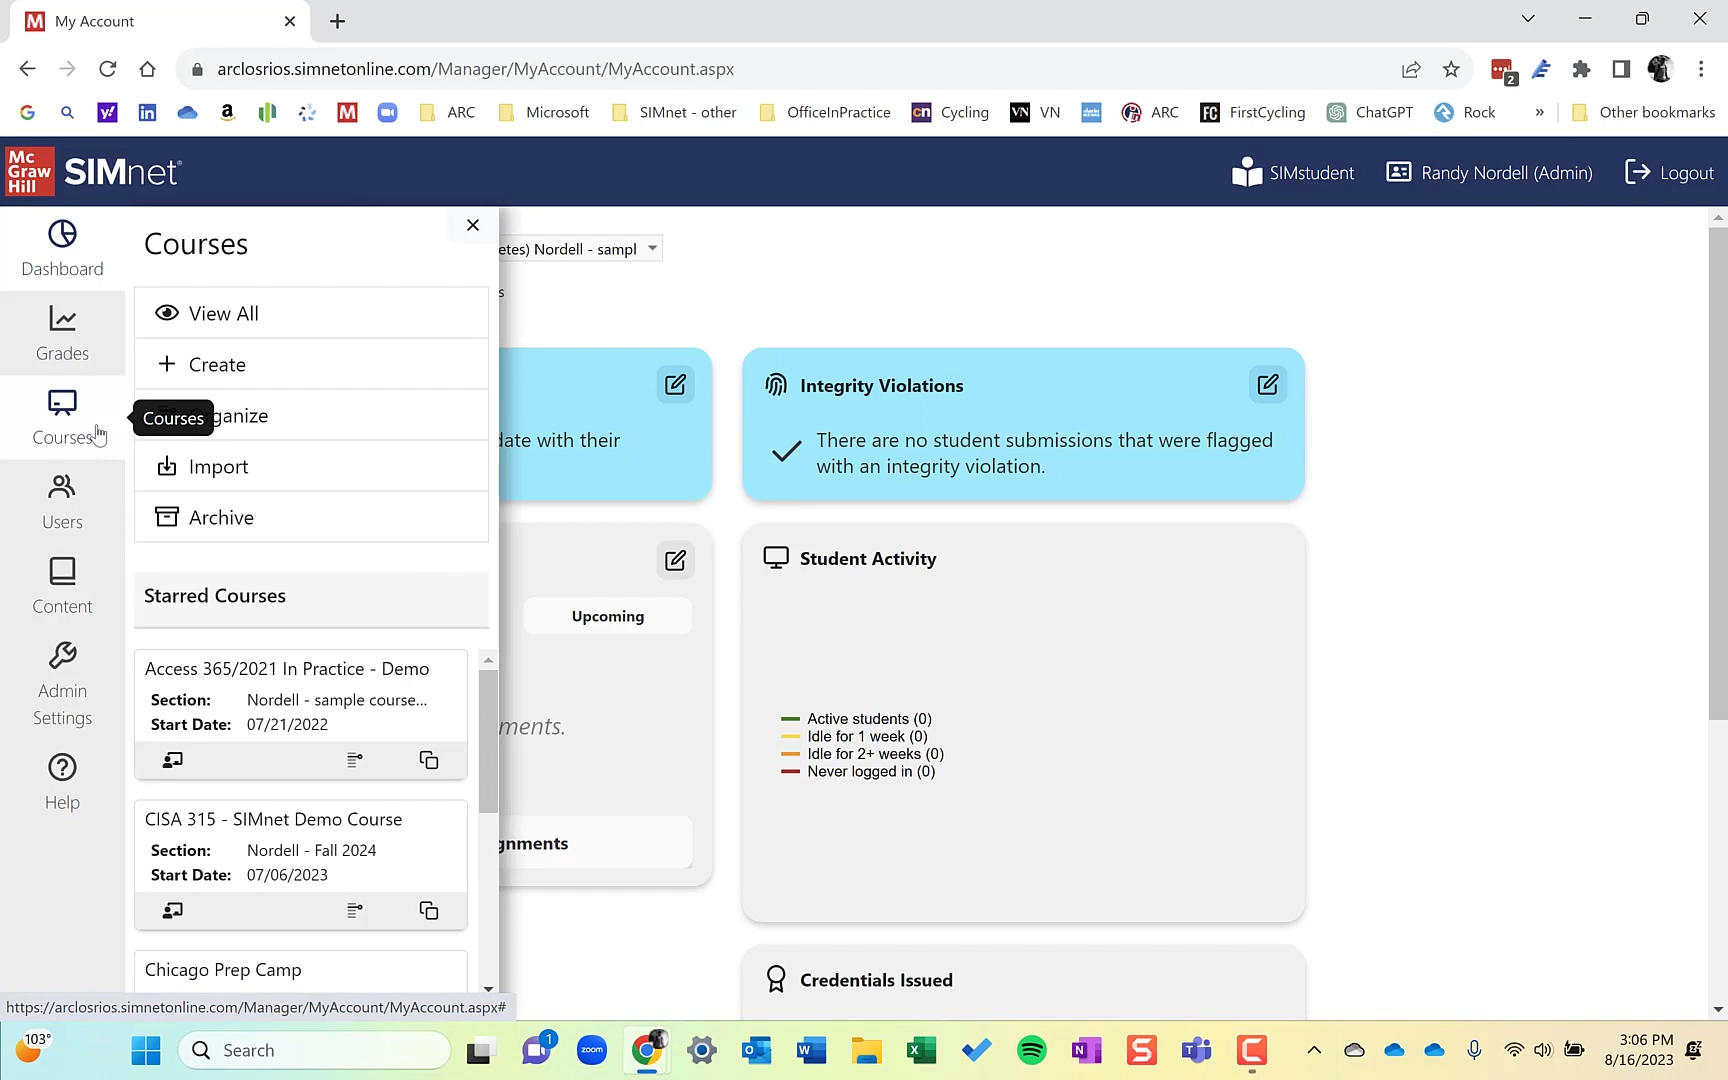 My Account
arclosrios.simnetonline.com/Manager/MyAccount/MyAccount.aspx
2
ARC
Microsoft
SIMnet - other
OfficeInPractice
Cycling
VN
ARC
FirstCycling
ChatGPT
Rock
»
Other bookmarks
Mc
Graw
Hill
SIMnet®
SIMstudent
Randy Nordell (Admin)
Logout
Dashboard
Grades
Courses
Users
Content
Admin
Settings
Help
Courses
View All
Create
Courses
ganize
Import
Archive
Starred Courses
Access 365/2021 In Practice - Demo
Section: Nordell - sample course...
Start Date: 07/21/2022
CISA 315 - SIMnet Demo Course
Section: Nordell - Fall 2024
Start Date: 07/06/2023
Chicago Prep Camp
etes) Nordell - sampl
s
date with their
Integrity Violations
There are no student submissions that were flagged
with an integrity violation.
Upcoming
ments.
gnments
Student Activity
Active students (0)
Idle for 1 week (0)
Idle for 2+ weeks (0)
Never logged in (0)
Credentials Issued
https://arclosrios.simnetonline.com/Manager/MyAccount/MyAccount.aspx#
103°
Search
1
zoom
3:06 PM
8/16/2023